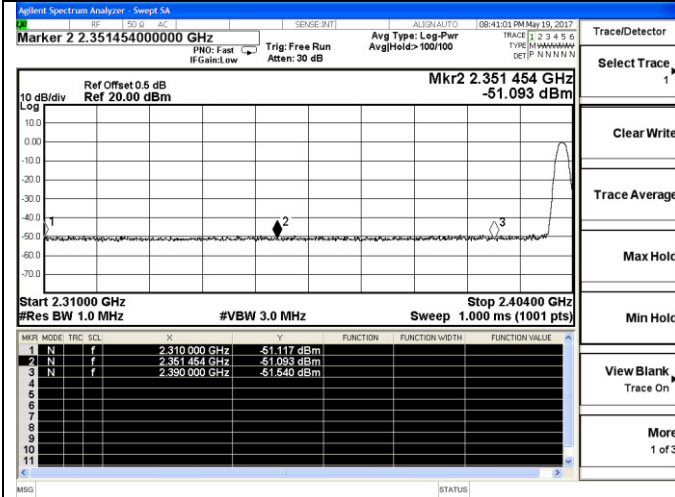 Agilent Spectrum Analyzer - Swept SA
RF 50 Ω AC SENSE:INT ALIGNAUTO 08:41:01 PM May 19, 2017
Marker 2 2.351454000000 GHz
PNO: Fast
IFGain:Low
Trig: Free Run
Atten: 30 dB
Avg Type: Log-Pwr
Avg|Hold:>100/100
TRACE 1 2 3 4 5 6
TYPE MWWWWW
DET P N N N N N
Trace/Detector
Select Trace
1
Clear Write
Trace Average
Max Hold
Min Hold
View Blank
Trace On
More
1 of 3
Mkr2 2.351 454 GHz
-51.093 dBm
Ref Offset 0.5 dB
10 dB/div Ref 20.00 dBm
Log
10.0
0.00
-10.0
-20.0
-30.0
-40.0
-50.0
-60.0
-70.0
1
2
3
Start 2.31000 GHz Stop 2.40400 GHz
#Res BW 1.0 MHz #VBW 3.0 MHz Sweep 1.000 ms (1001 pts)
MKR MODE TRC SCL X Y FUNCTION FUNCTION WIDTH FUNCTION VALUE
1 N f 2.310 000 GHz -51.117 dBm
2 N f 2.351 454 GHz -51.093 dBm
3 N f 2.390 000 GHz -51.540 dBm
4
5
6
7
8
9
10
11
MSG STATUS